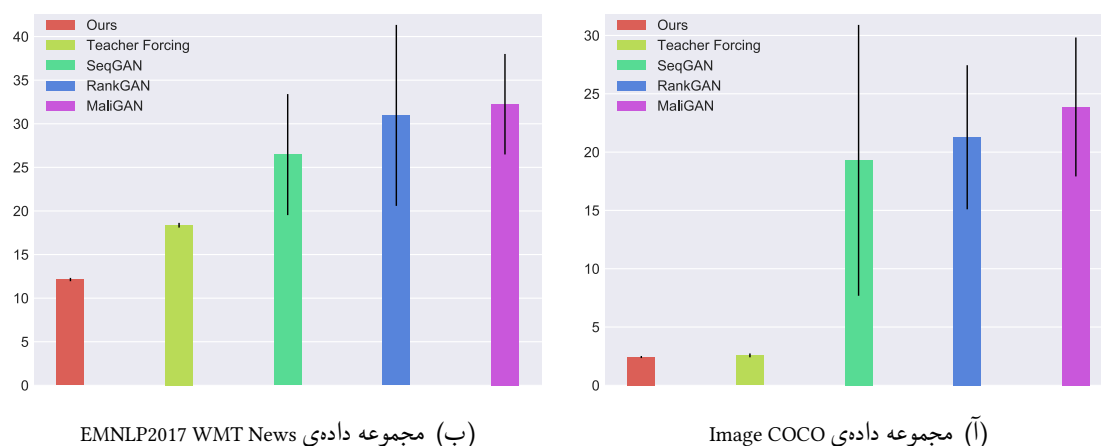 Ours
Teacher Forcing
SeqGAN
RankGAN
MaliGAN
30
25
20
15
10
5
0
(آ) مجموعه داده‌ی Image COCO
Ours
Teacher Forcing
SeqGAN
RankGAN
MaliGAN
40
35
30
25
20
15
10
5
0
(ب) مجموعه داده‌ی EMNLP2017 WMT News